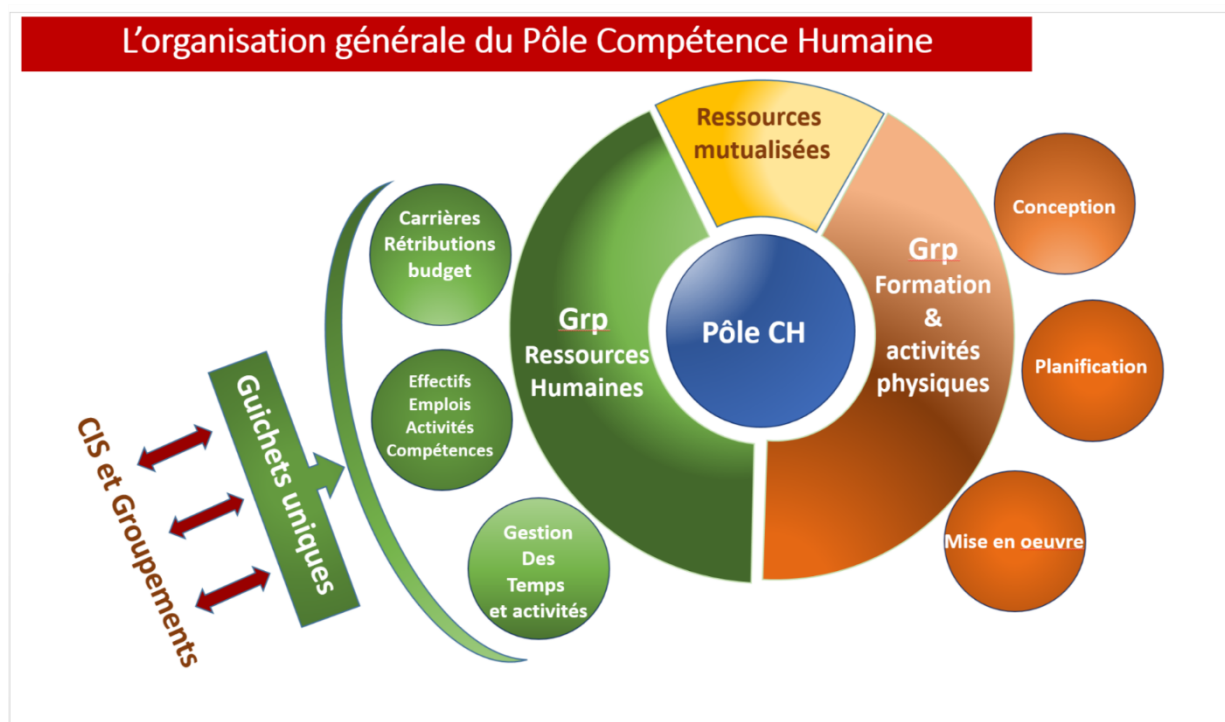 L'organisation générale du Pôle Compétence Humaine
Ressources
mutualisées
Carrières
Rétributions
budget
Effectifs
Emplois
Activités
Compétences
Gestion
Des
Temps
et activités
Guichets uniques
CIS et Groupements
Grp
Ressources
Humaines
Pôle CH
Grp
Formation
&
activités
physiques
Conception
Planification
Mise en oeuvre